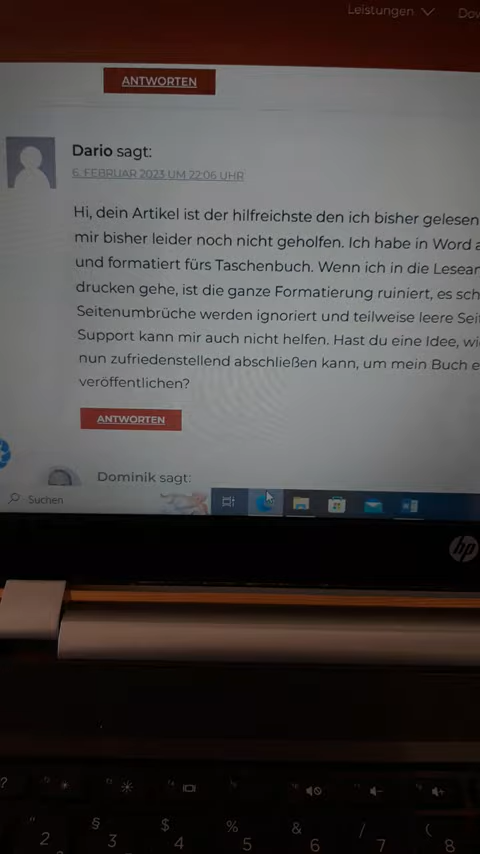 Leistungen
ANTWORTEN
Dario sagt:
6. FEBRUAR 2023 UM 22:06 UHR
Hi, dein Artikel ist der hilfreichste den ich bisher gelesen
mir bisher leider noch nicht geholfen. Ich habe in Word
und formatiert fürs Taschenbuch. Wenn ich in die
drucken gehe, ist die ganze Formatierung ruiniert, es
Seitenumbrüche werden ignoriert und teilweise leere
Support kann mir auch nicht helfen. Hast du eine Idee,
nun zufriedenstellend abschließen kann, um mein Buch
veröffentlichen?
ANTWORTEN
Dominik sagt:
Suchen
hp
?
" § $ % & / (
2 3 4 5 6 7 8